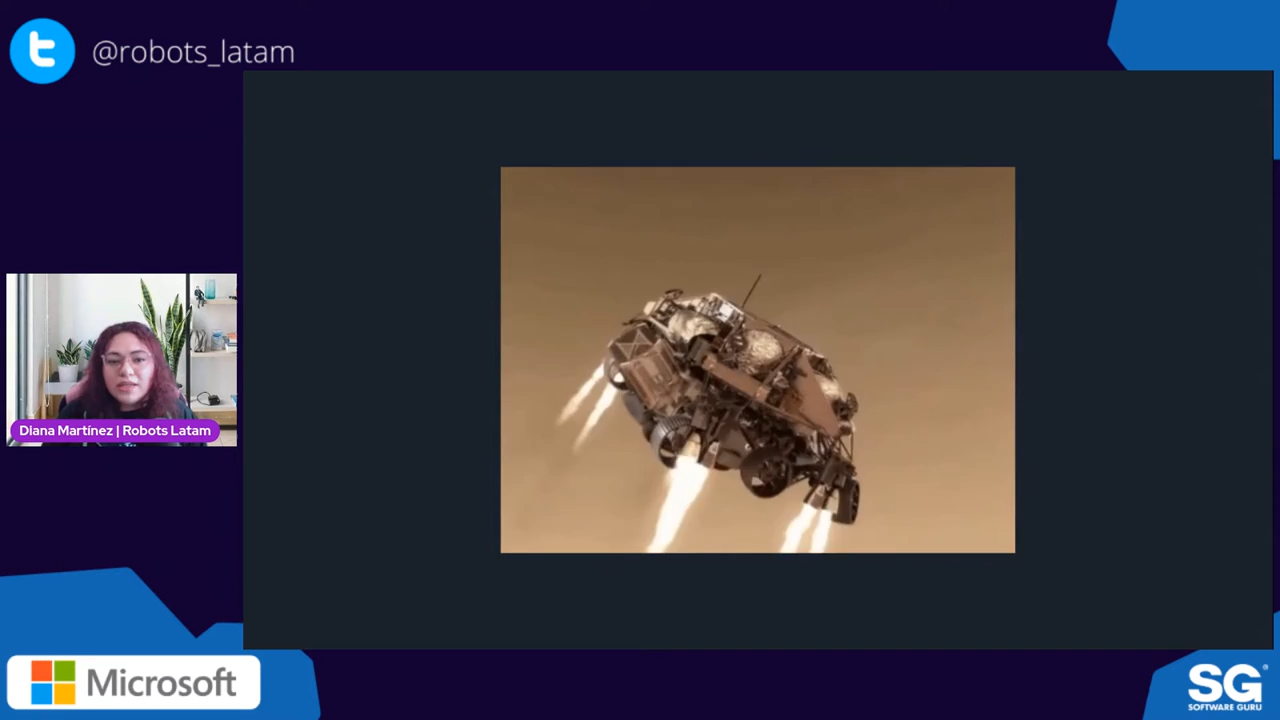 @robots_latam
Diana Martínez | Robots Latam
Microsoft
SG
SOFTWARE GURU